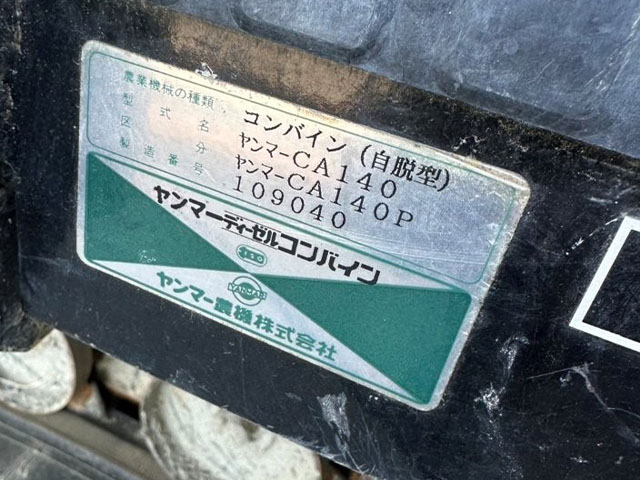 農業機械の種類 コンバイン (自脱型)
型式名 ヤンマーCA140
区分 ヤンマーCA140P
製造番号 109040
ヤンマーディーゼルコンバイン
YANMAR
ヤンマー農機株式会社